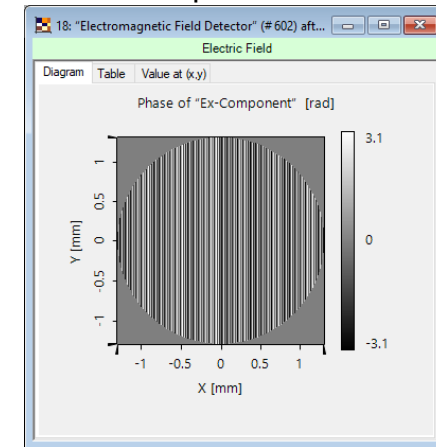 18: "Electromagnetic Field Detector" (# 602) aft...
Electric Field
Diagram Table Value at (x,y)
Phase of "Ex-Component" [rad]
3.1
0
-3.1
Y [mm]
1
0.5
0
-0.5
-1
-1 -0.5 0 0.5 1
X [mm]